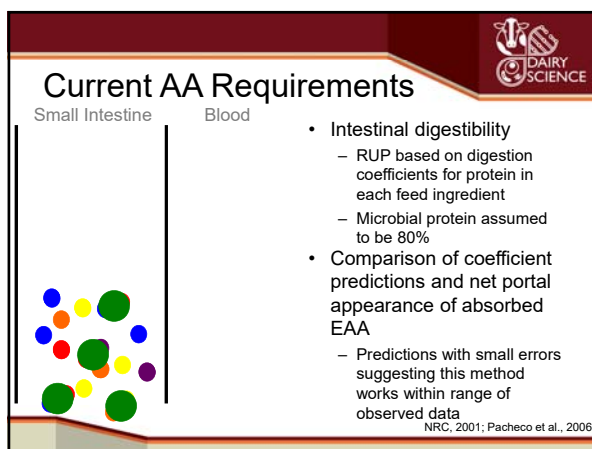 DAIRY
SCIENCE
Current AA Requirements
Small Intestine
Blood
• Intestinal digestibility
– RUP based on digestion
coefficients for protein in
each feed ingredient
– Microbial protein assumed
to be 80%
• Comparison of coefficient
predictions and net portal
appearance of absorbed
EAA
– Predictions with small errors
suggesting this method
works within range of
observed data
NRC, 2001; Pacheco et al., 2006